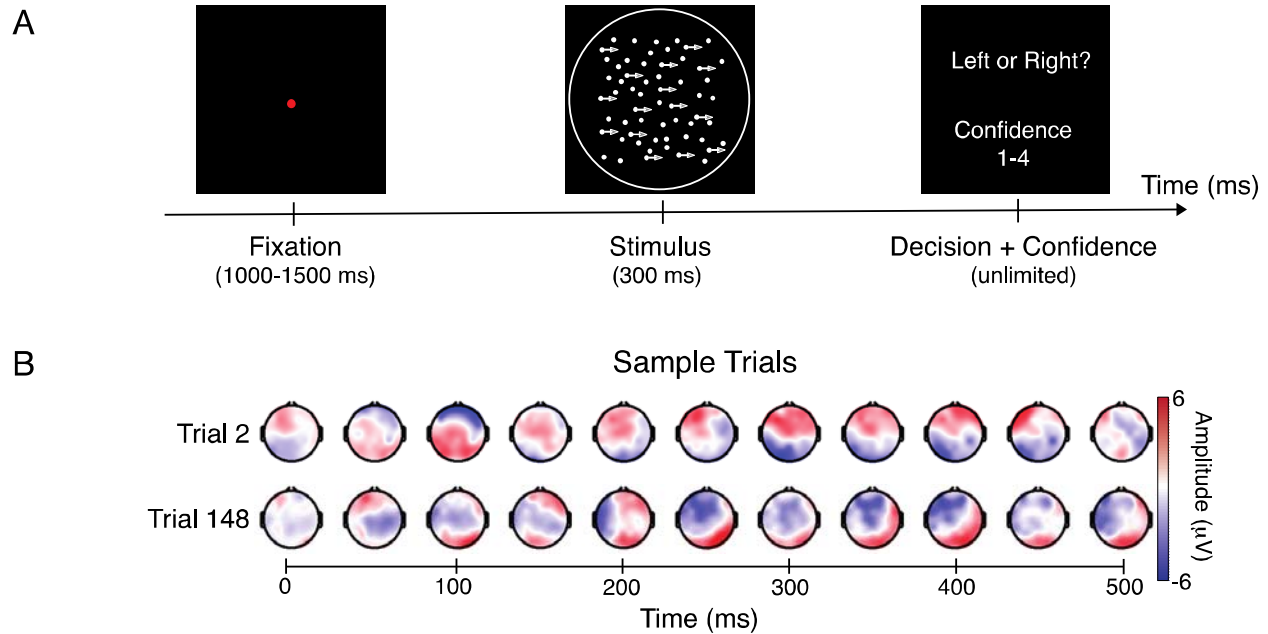 A
Left or Right?
Confidence
1-4
Time (ms)
Fixation
(1000-1500 ms)
Stimulus
(300 ms)
Decision + Confidence
(unlimited)
B
Sample Trials
Trial 2
Trial 148
6
Amplitude (μV)
-6
0 100 200 300 400 500
Time (ms)